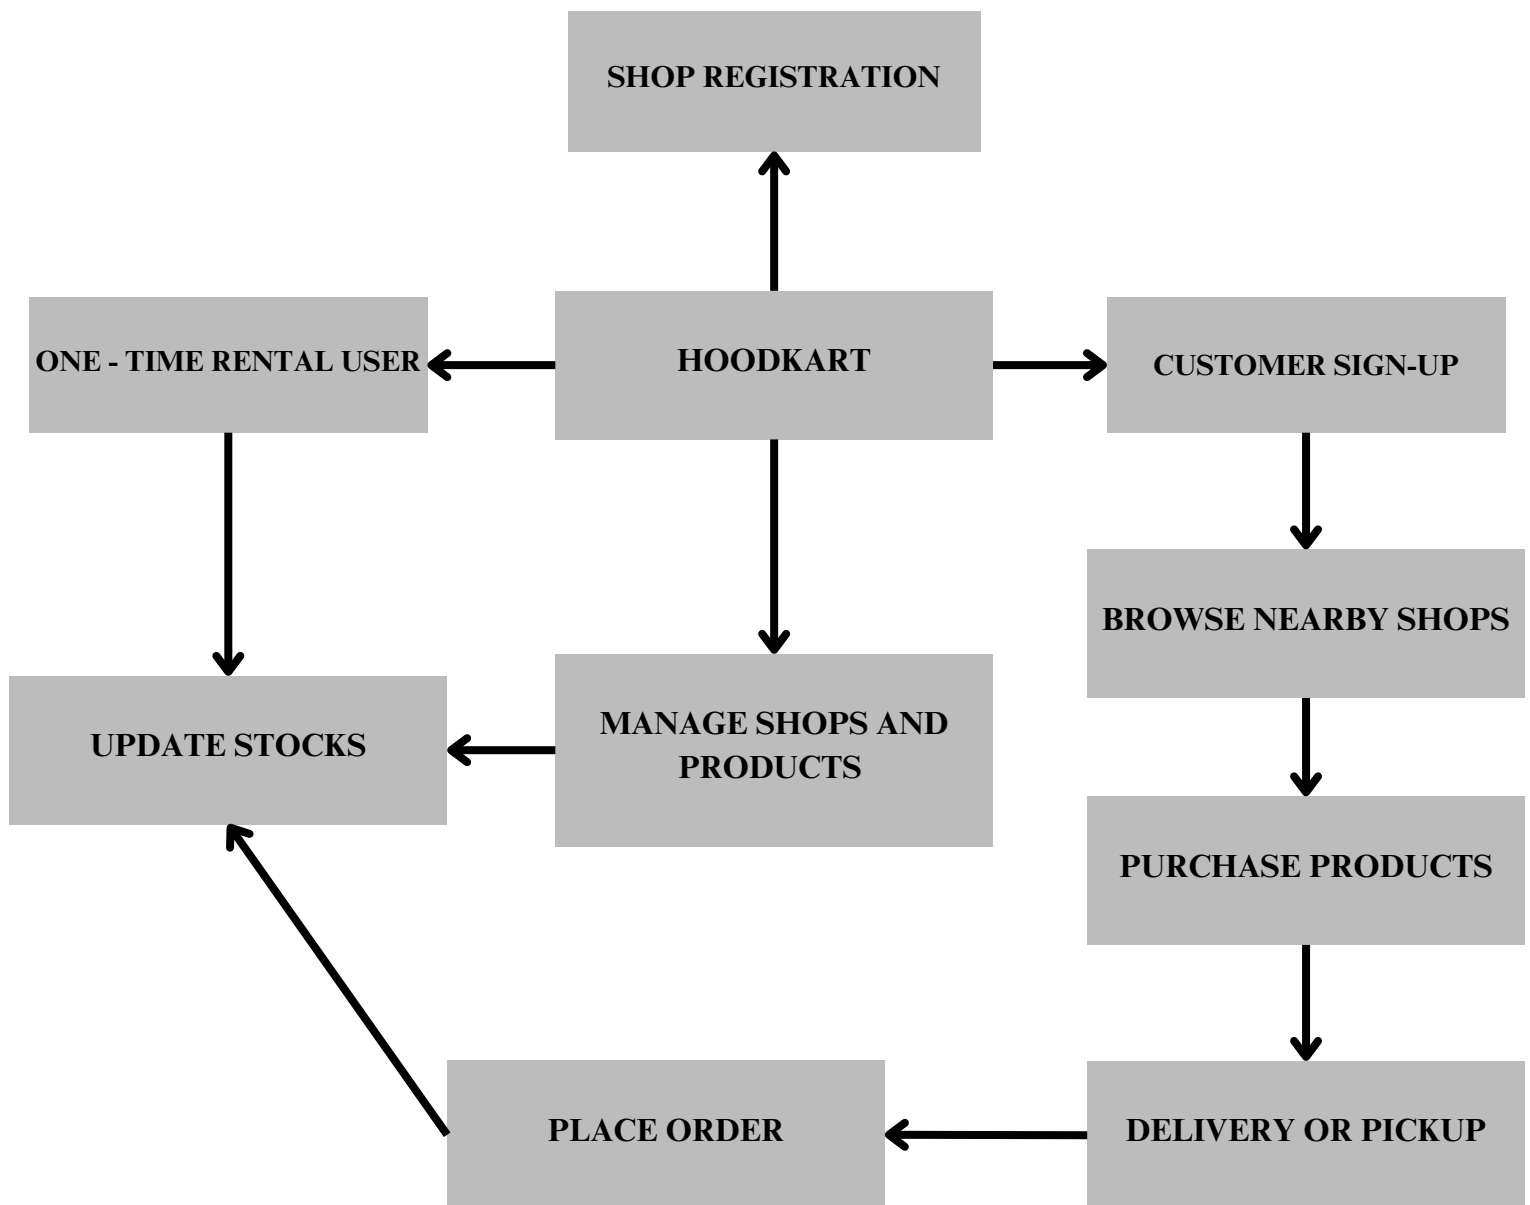 SHOP REGISTRATION
ONE - TIME RENTAL USER
HOODKART
CUSTOMER SIGN-UP
BROWSE NEARBY SHOPS
UPDATE STOCKS
MANAGE SHOPS AND
PRODUCTS
PURCHASE PRODUCTS
PLACE ORDER
DELIVERY OR PICKUP